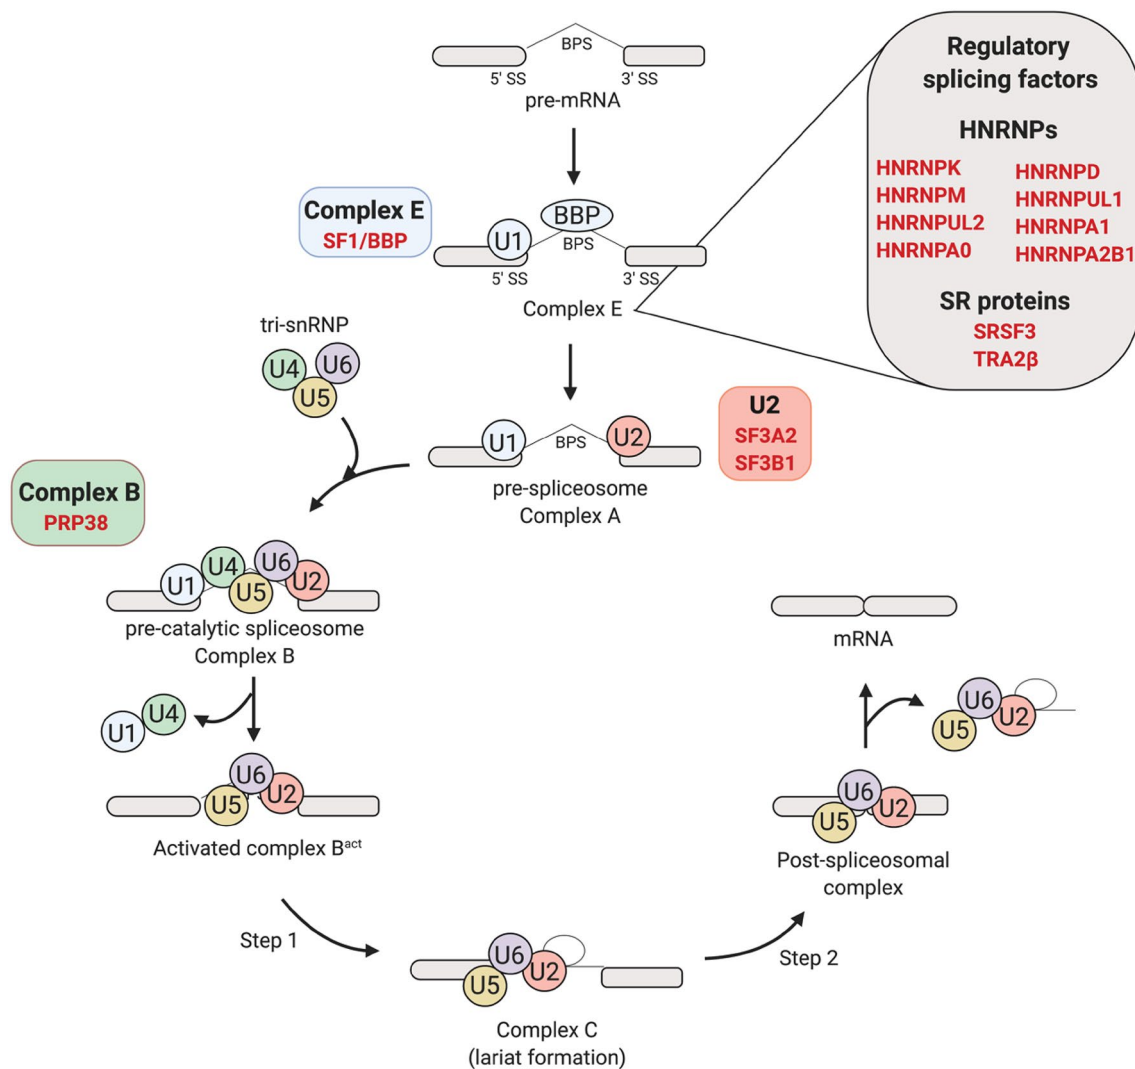 BPS
5' SS
3' SS
pre-mRNA
Regulatory
splicing factors
HNRNPs
HNRNPK
HNRNPD
HNRNPM
HNRNPUL1
HNRNPUL2
HNRNPA1
HNRNPA0
HNRNPA2B1
SR proteins
SRSF3
TRA2β
Complex E
SF1/BBP
U1
BBP
BPS
5' SS
3' SS
Complex E
tri-snRNP
U4
U6
U5
U1
BPS
U2
pre-spliceosome
Complex A
U2
SF3A2
SF3B1
Complex B
PRP38
U1
U4
U5
U6
U2
pre-catalytic spliceosome
Complex B
U1
U4
U5
U6
U2
Activated complex Bact
Step 1
U5
U6
U2
Complex C
(lariat formation)
Step 2
U5
U6
U2
Post-spliceosomal
complex
U5
U6
U2
mRNA